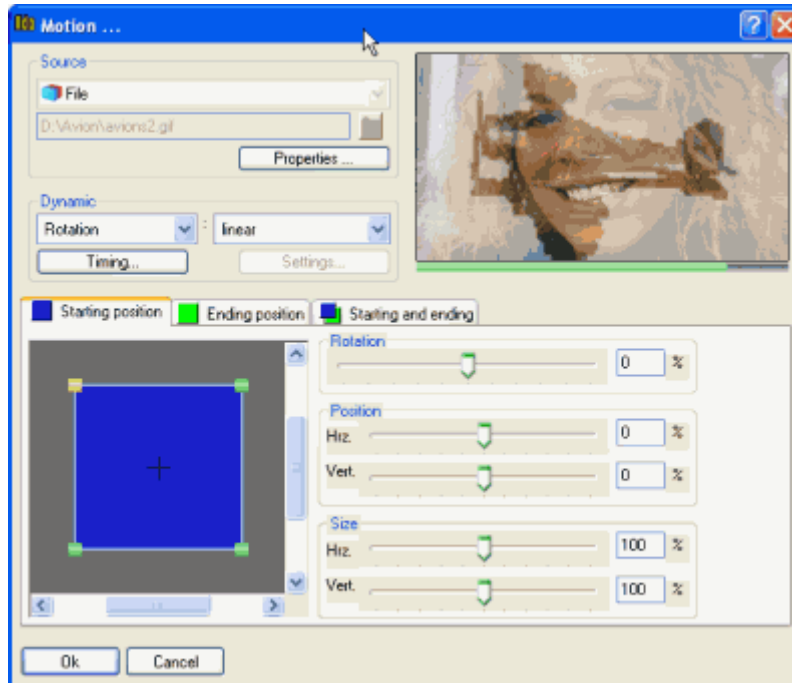 Motion ...
Source
File
D:\Avion\avions2.gif
Properties ...
Dynamic
Rotation : linear
Timing... Settings...
Starting position Ending position Starting and ending
Rotation
0 %
Position
Hrz. 0 %
Vert. 0 %
Size
Hrz. 100 %
Vert. 100 %
Ok Cancel